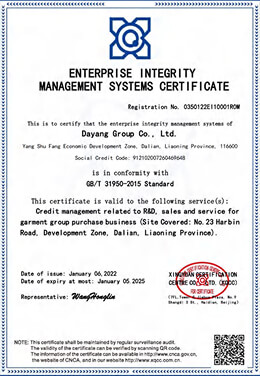 ENTERPRISE INTEGRITY
MANAGEMENT SYSTEMS CERTIFICATE
Registration No. 0350122EI10001ROM
This is to certify that the enterprise integrity management systems of
Dayang Group Co., Ltd.
Yang Shu Fang Economic Development Zone, Dalian, Liaoning Province, 116600
Social Credit Code: 912102007260469648
is in conformity with
GB/T 31950-2015 Standard
This certificate is valid to the following service:
Credit management related to R&D, sales and service for
garment group purchase business (Site Covered: No. 23 Harbin
Road, Development Zone, Dalian, Liaoning Province).
Date of issue: January 06, 2022
Date of expiry at most: January 05, 2025
Representative: WangHonglin
CERTIFICATION
CO., LTD. (XQCC)
Haidian, Beijing)
NOTE: This certificate shall be maintained by regular surveillance audit.
The validity of the certificate can be verified by scanning QR code.
The information of the certificate can be available in http://www.cnca.gov.cn,
the website of CNCA, and in our website http://www.xqcc.com.cn.